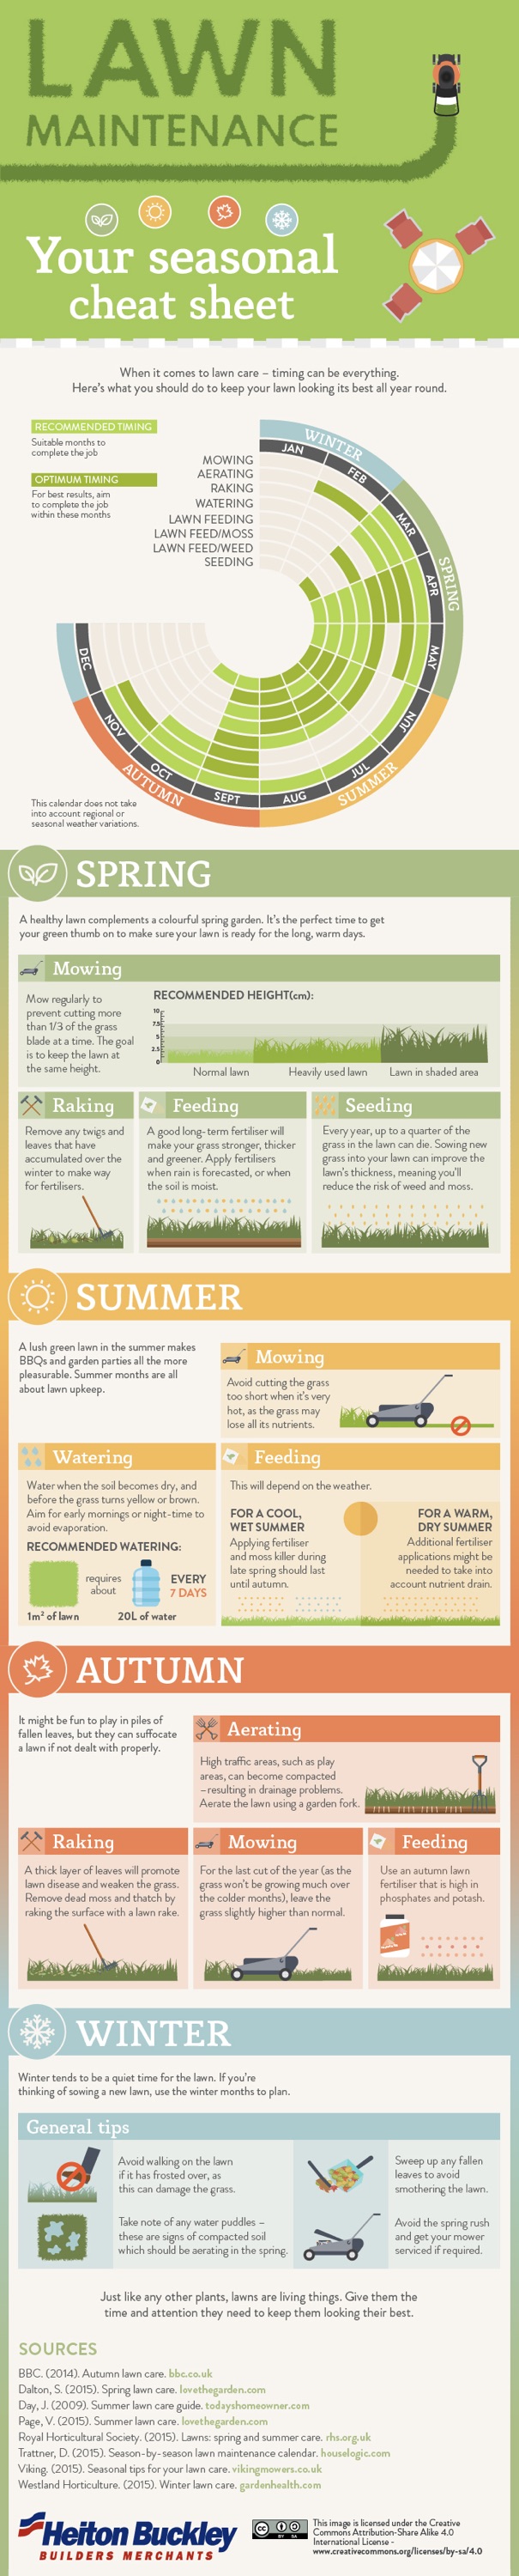 LAWN
MAINTENANCE
Your seasonal
cheat sheet
When it comes to lawn care – timing can be everything.
Here's what you should do to keep your lawn looking its best all year round.
RECOMMENDED TIMING
Suitable months to
complete the job
OPTIMUM TIMING
For best results, aim
to complete the job
within these months
MOWING
AERATING
RAKING
WATERING
LAWN FEEDING
LAWN FEED/MOSS
LAWN FEED/WEED
SEEDING
WINTER
JAN
FEB
MAR
SPRING
APR
MAY
JUN
SUMMER
JUL
AUG
SEPT
AUTUMN
OCT
NOV
DEC
This calendar does not take
into account regional or
seasonal weather variations.
SPRING
A healthy lawn complements a colourful spring garden. It's the perfect time to get
your green thumb on to make sure your lawn is ready for the long, warm days.
Mowing
Mow regularly to
prevent cutting more
than 1/3 of the grass
blade at a time. The goal
is to keep the lawn at
the same height.
RECOMMENDED HEIGHT(cm):
10
7.5
5
2.5
0
Normal lawn
Heavily used lawn
Lawn in shaded area
Raking
Remove any twigs and
leaves that have
accumulated over the
winter to make way
for fertilisers.
Feeding
A good long-term fertiliser will
make your grass stronger, thicker
and greener. Apply fertilisers
when rain is forecasted, or when
the soil is moist.
Seeding
Every year, up to a quarter of the
grass in the lawn can die. Sowing new
grass into your lawn can improve the
lawn's thickness, meaning you'll
reduce the risk of weed and moss.
SUMMER
A lush green lawn in the summer makes
BBQs and garden parties all the more
pleasurable. Summer months are all
about lawn upkeep.
Mowing
Avoid cutting the grass
too short when it's very
hot, as the grass may
lose all its nutrients.
Watering
Water when the soil becomes dry, and
before the grass turns yellow or brown.
Aim for early mornings or night-time to
avoid evaporation.
RECOMMENDED WATERING:
requires
about
EVERY
7 DAYS
1m² of lawn
20L of water
Feeding
This will depend on the weather.
FOR A COOL,
WET SUMMER
Applying fertiliser
and moss killer during
late spring should last
until autumn.
FOR A WARM,
DRY SUMMER
Additional fertiliser
applications might be
needed to take into
account nutrient drain.
AUTUMN
It might be fun to play in piles of
fallen leaves, but they can suffocate
a lawn if not dealt with properly.
Aerating
High traffic areas, such as play
areas, can become compacted
–resulting in drainage problems.
Aerate the lawn using a garden fork.
Raking
A thick layer of leaves will promote
lawn disease and weaken the grass.
Remove dead moss and thatch by
raking the surface with a lawn rake.
Mowing
For the last cut of the year (as the
grass won't be growing much over
the colder months), leave the
grass slightly higher than normal.
Feeding
Use an autumn lawn
fertiliser that is high in
phosphates and potash.
WINTER
Winter tends to be a quiet time for the lawn. If you're
thinking of sowing a new lawn, use the winter months to plan.
General tips
Avoid walking on the lawn
if it has frosted over, as
this can damage the grass.
Sweep up any fallen
leaves to avoid
smothering the lawn.
Take note of any water puddles –
these are signs of compacted soil
which should be aerating in the spring.
Avoid the spring rush
and get your mower
serviced if required.
Just like any other plants, lawns are living things. Give them the
time and attention they need to keep them looking their best.
SOURCES
BBC. (2014). Autumn lawn care. bbc.co.uk
Dalton, S. (2015). Spring lawn care. lovethegarden.com
Day, J. (2009). Summer lawn care guide. todayshomeowner.com
Page, V. (2015). Summer lawn care. lovethegarden.com
Royal Horticultural Society. (2015). Lawns: spring and summer care. rhs.org.uk
Trattner, D. (2015). Season-by-season lawn maintenance calendar. houselogic.com
Viking. (2015). Seasonal tips for your lawn care. vikingmowers.co.uk
Westland Horticulture. (2015). Winter lawn care. gardenhealth.com
Heiton Buckley
BUILDERS MERCHANTS
cc
BY SA
This image is licensed under the Creative
Commons Attribution-Share Alike 4.0
International License -
www.creativecommons.org/licenses/by-sa/4.0